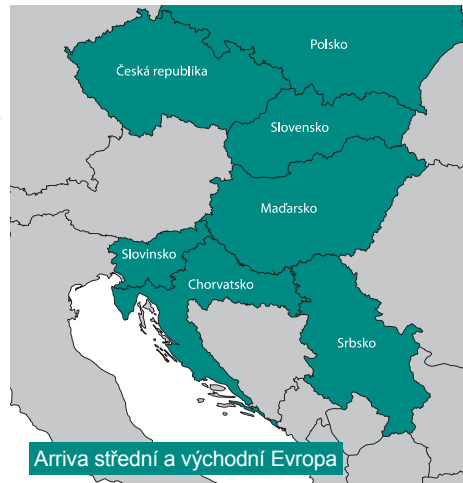 Polsko
Česká republika
Slovensko
Maďarsko
Slovinsko
Chorvatsko
Srbsko
Arriva střední a východní Evropa